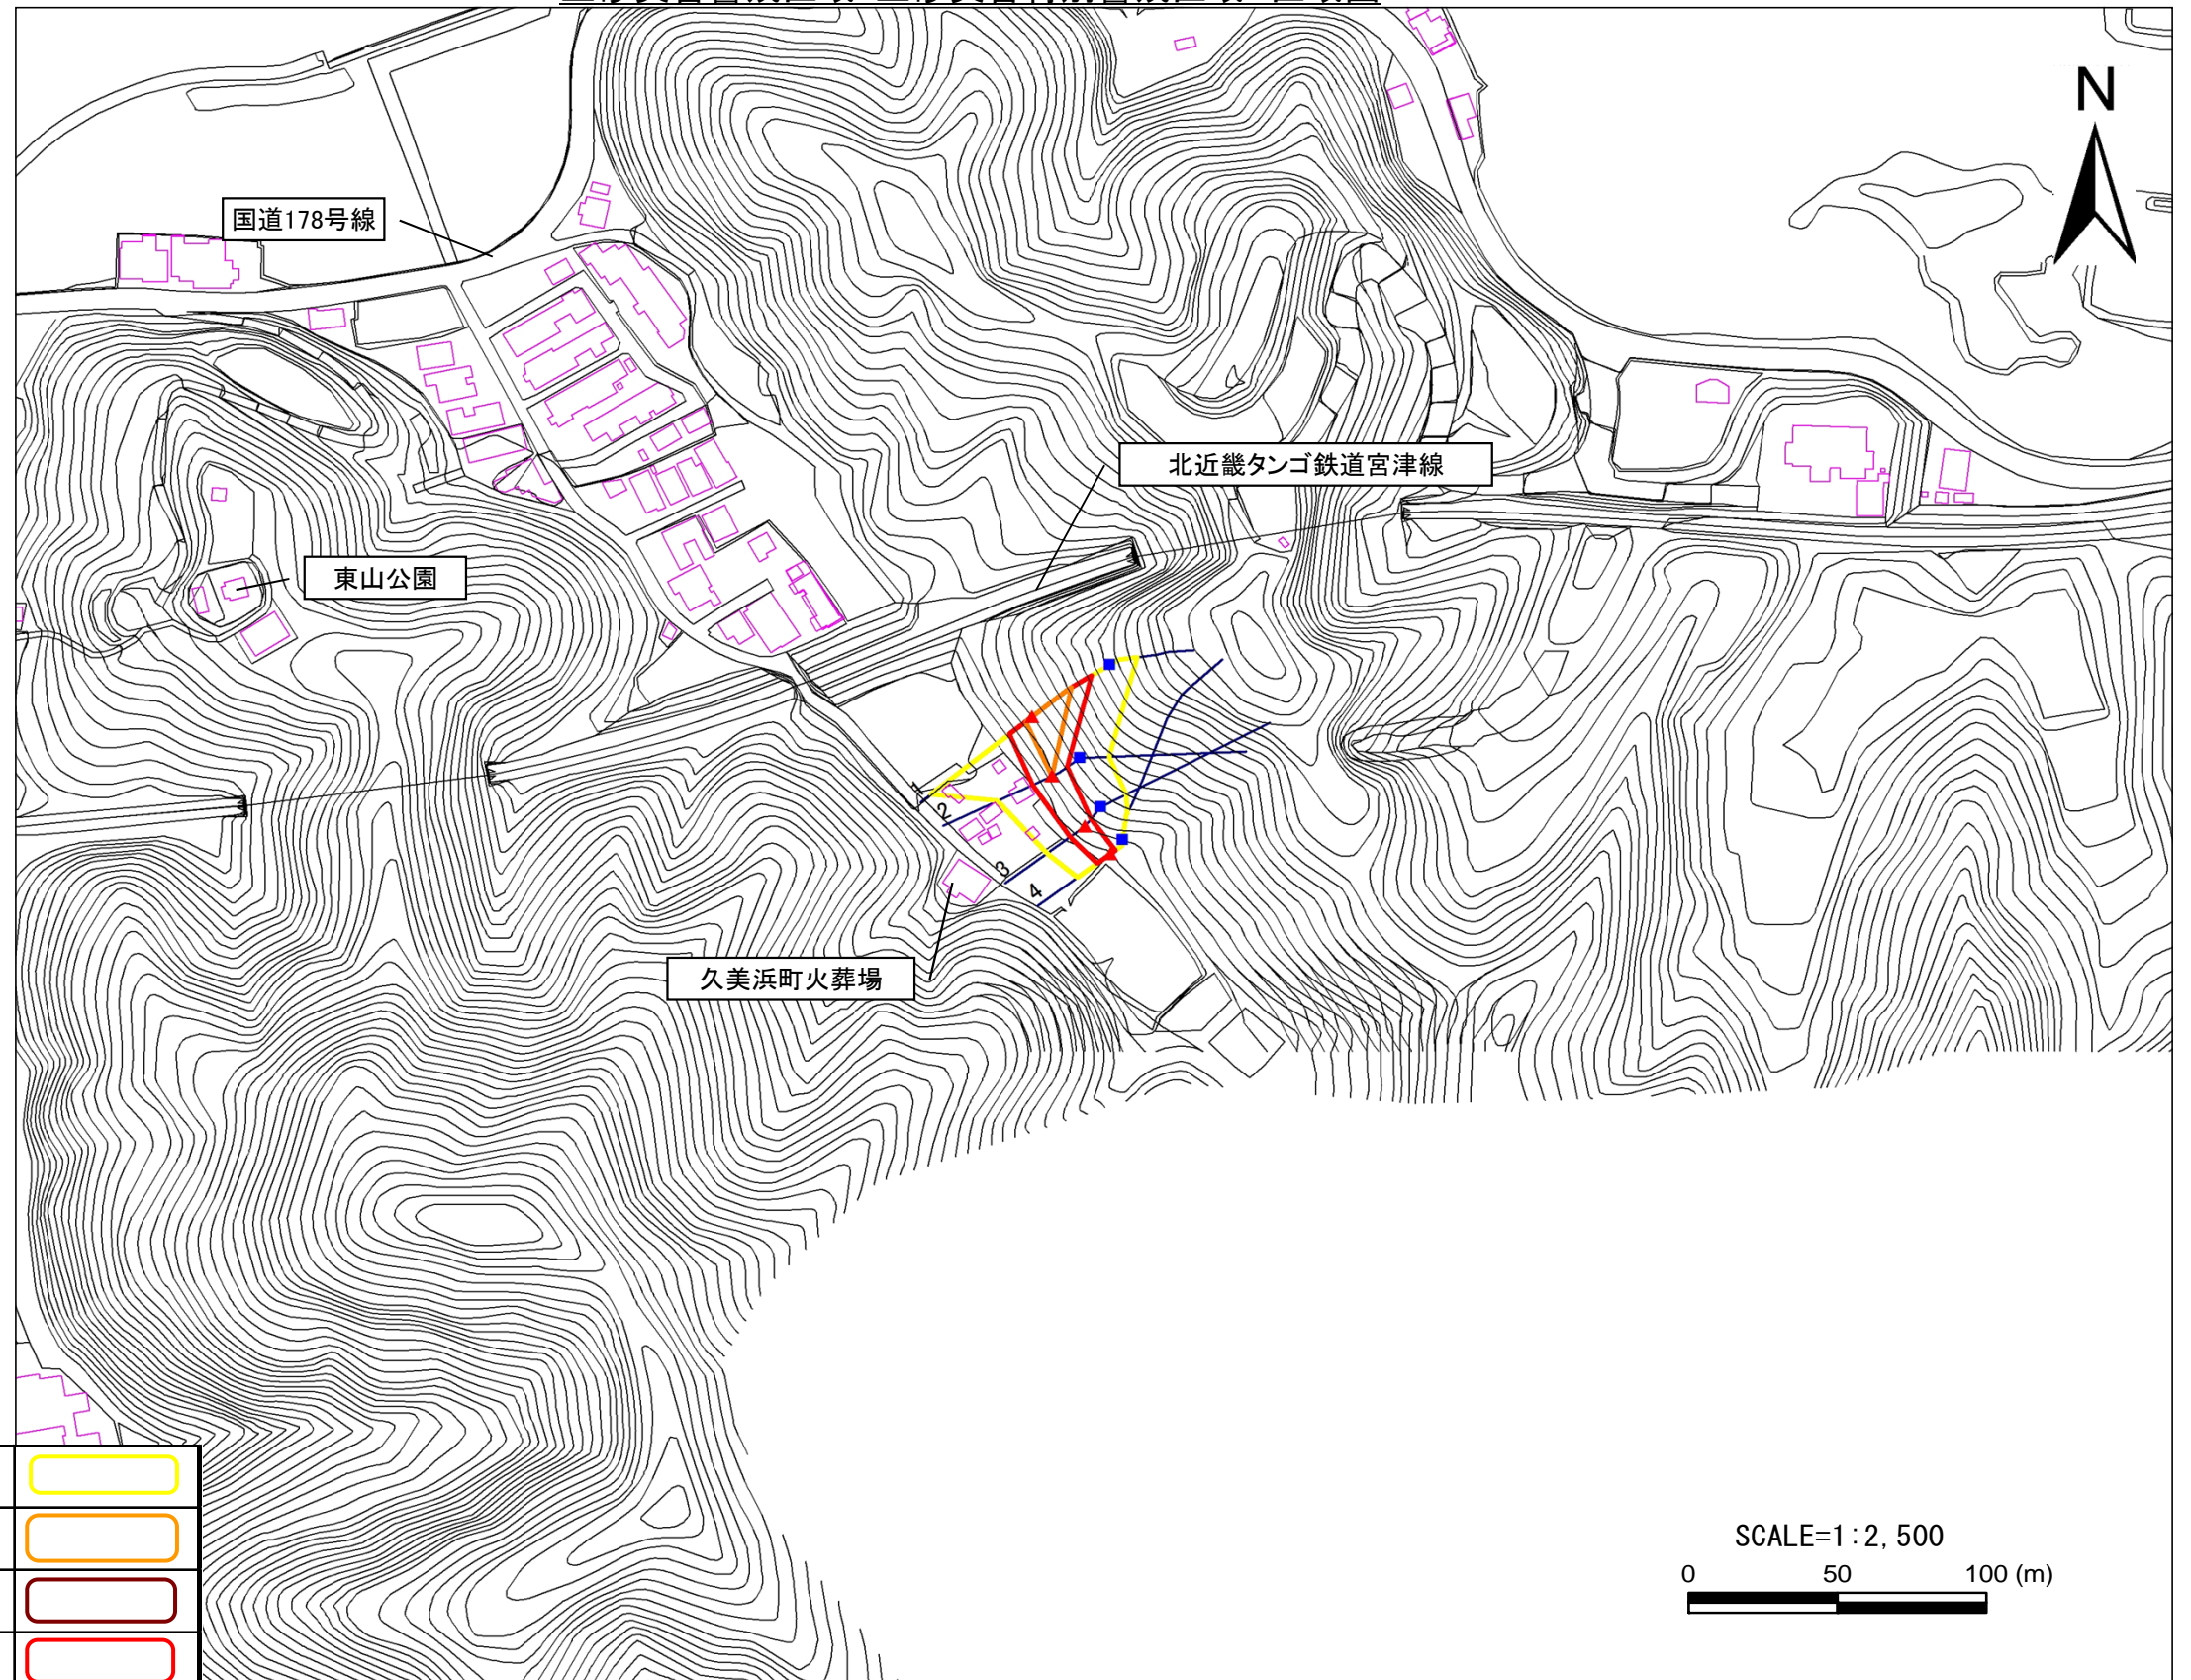 N
国道178号線
北近畿タンゴ鉄道宮津線
東山公園
1
2
3
4
久美浜町火葬場
SCALE=1:2,500
0 50 100 (m)